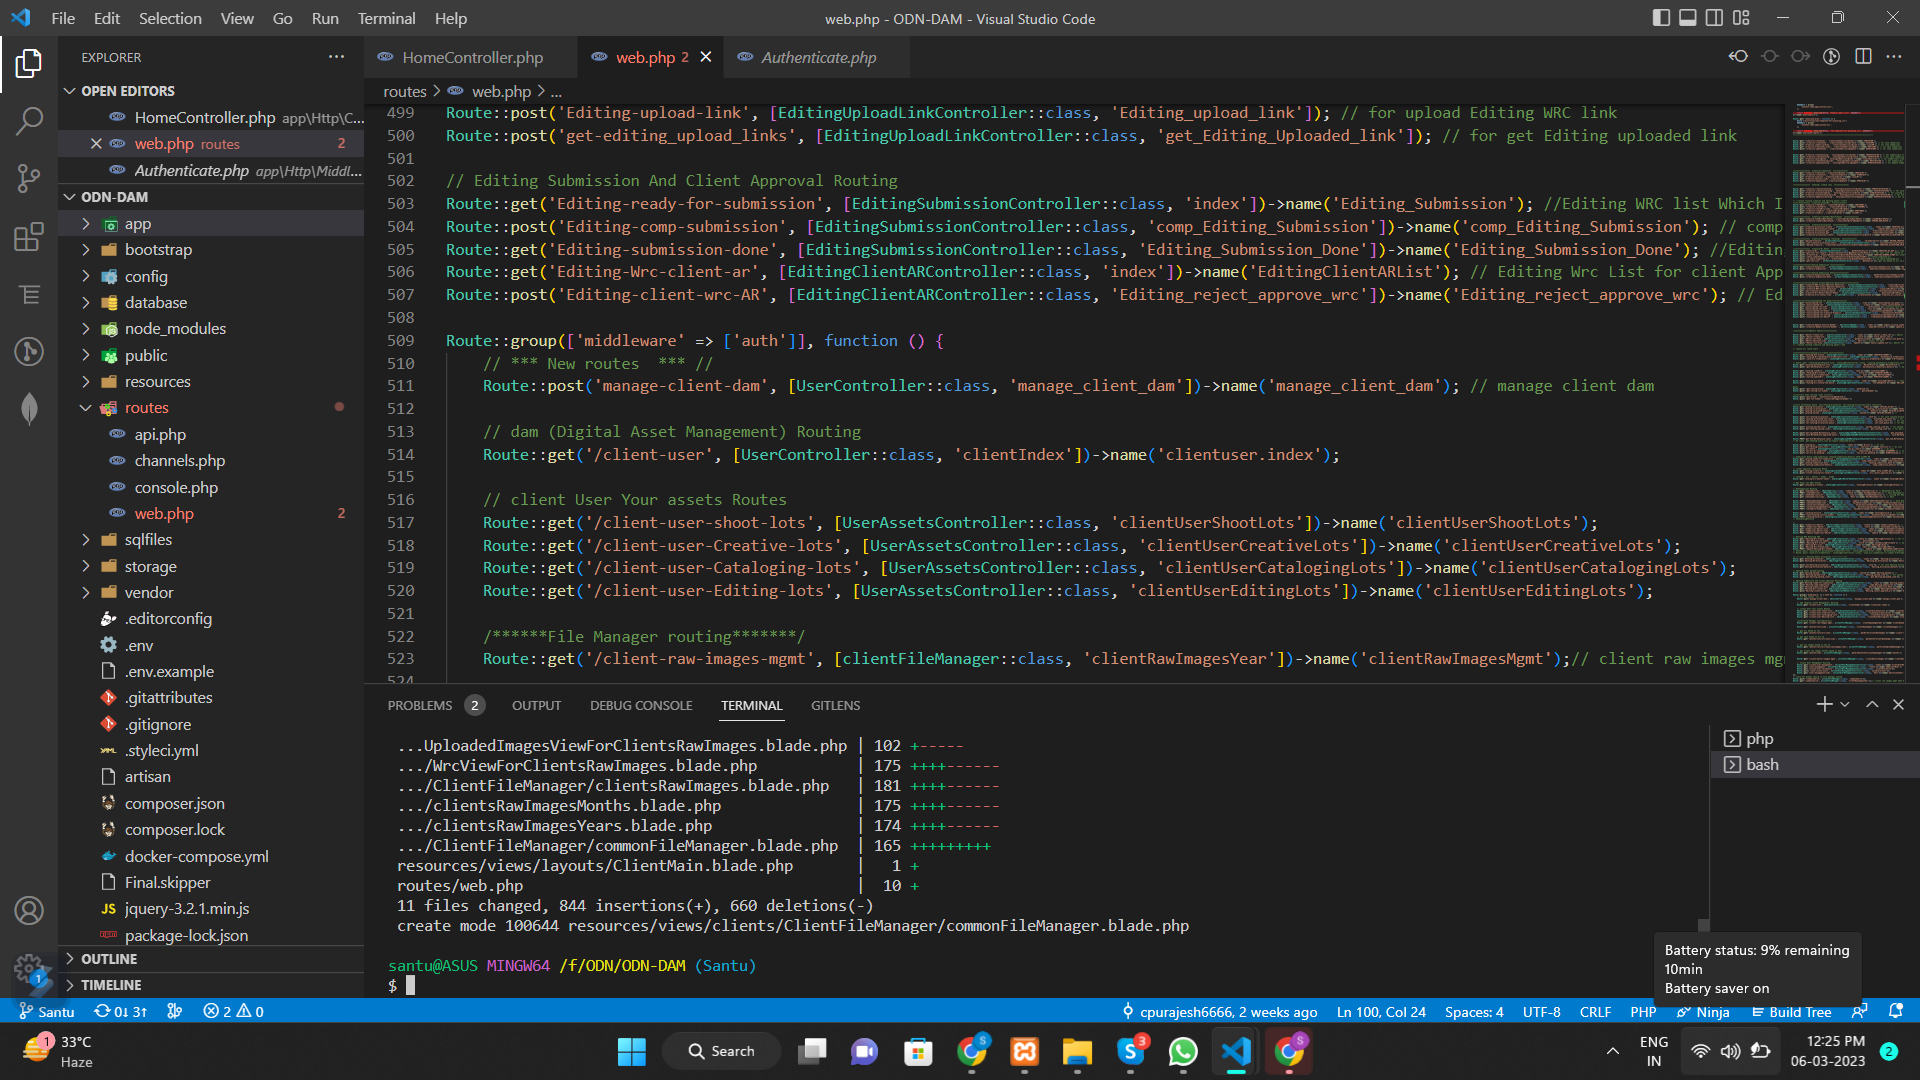 File Edit Selection View Go Run Terminal Help
web.php - ODN-DAM - Visual Studio Code
EXPLORER
OPEN EDITORS
HomeController.php app\Http\C...
web.php routes 2
Authenticate.php app\Http\Middl...
ODN-DAM
app
bootstrap
config
database
node_modules
public
resources
routes
api.php
channels.php
console.php
web.php 2
sqlfiles
storage
vendor
.editorconfig
.env
.env.example
.gitattributes
.gitignore
.styleci.yml
artisan
composer.json
composer.lock
docker-compose.yml
Final.skipper
JS jquery-3.2.1.min.js
package-lock.json
OUTLINE
TIMELINE
HomeController.php
web.php 2
Authenticate.php
routes > web.php > ...
499 Route::post('Editing-upload-link', [EditingUploadLinkController::class, 'Editing_upload_link']); // for upload Editing WRC link
500 Route::post('get-editing_upload_links', [EditingUploadLinkController::class, 'get_Editing_Uploaded_link']); // for get Editing uploaded link
501
502 // Editing Submission And Client Approval Routing
503 Route::get('Editing-ready-for-submission', [EditingSubmissionController::class, 'index'])->name('Editing_Submission'); //Editing WRC list Which I
504 Route::post('Editing-comp-submission', [EditingSubmissionController::class, 'comp_Editing_Submission'])->name('comp_Editing_Submission'); // comp
505 Route::get('Editing-submission-done', [EditingSubmissionController::class, 'Editing_Submission_Done'])->name('Editing_Submission_Done'); //Editing
506 Route::get('Editing-Wrc-client-ar', [EditingClientARController::class, 'index'])->name('EditingClientARList'); // Editing Wrc List for client App
507 Route::post('Editing-client-wrc-AR', [EditingClientARController::class, 'Editing_reject_approve_wrc'])->name('Editing_reject_approve_wrc'); // Ed
508
509 Route::group(['middleware' => ['auth']], function () {
510 // *** New routes *** //
511 Route::post('manage-client-dam', [UserController::class, 'manage_client_dam'])->name('manage_client_dam'); // manage client dam
512
513 // dam (Digital Asset Management) Routing
514 Route::get('/client-user', [UserController::class, 'clientIndex'])->name('clientuser.index');
515
516 // client User Your assets Routes
517 Route::get('/client-user-shoot-lots', [UserAssetsController::class, 'clientUserShootLots'])->name('clientUserShootLots');
518 Route::get('/client-user-Creative-lots', [UserAssetsController::class, 'clientUserCreativeLots'])->name('clientUserCreativeLots');
519 Route::get('/client-user-Cataloging-lots', [UserAssetsController::class, 'clientUserCatalogingLots'])->name('clientUserCatalogingLots');
520 Route::get('/client-user-Editing-lots', [UserAssetsController::class, 'clientUserEditingLots'])->name('clientUserEditingLots');
521
522 /******File Manager routing*******/
523 Route::get('/client-raw-images-mgmt', [clientFileManager::class, 'clientRawImagesYear'])->name('clientRawImagesMgmt');// client raw images mg
524
PROBLEMS 2 OUTPUT DEBUG CONSOLE TERMINAL GITLENS
...UploadedImagesViewForClientsRawImages.blade.php | 102 +-----
.../WrcViewForClientsRawImages.blade.php | 175 ++++------
.../ClientFileManager/clientsRawImages.blade.php | 181 ++++------
.../clientsRawImagesMonths.blade.php | 175 ++++------
.../clientsRawImagesYears.blade.php | 174 ++++------
.../ClientFileManager/commonFileManager.blade.php | 165 +++++++++
resources/views/layouts/ClientMain.blade.php | 1 +
routes/web.php | 10 +
11 files changed, 844 insertions(+), 660 deletions(-)
create mode 100644 resources/views/clients/ClientFileManager/commonFileManager.blade.php
santu@ASUS MINGW64 /f/ODN/ODN-DAM (Santu)
$
php
bash
Battery status: 9% remaining
10min
Battery saver on
1
Santu 0↓ 3↑ 2 0
cpurajesh6666, 2 weeks ago Ln 100, Col 24 Spaces: 4 UTF-8 CRLF PHP Ninja Build Tree
1 33°C
Haze
Search
S
S 3
S
ENG
IN
12:25 PM
06-03-2023
2